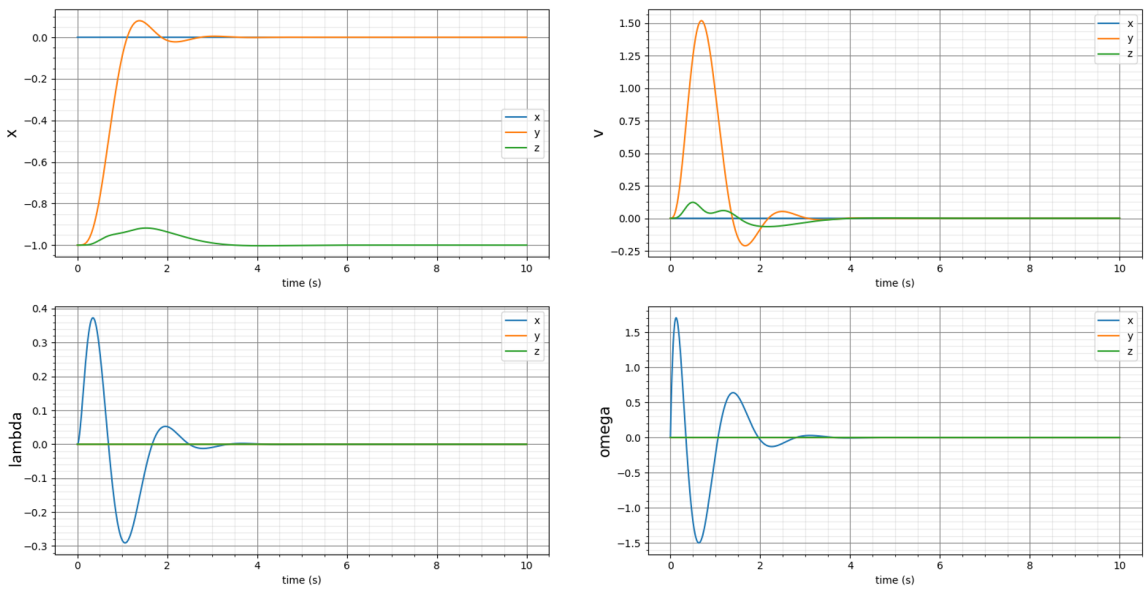 x
0.0
−0.2
−0.4
−0.6
−0.8
−1.0
x
y
z
0 2 4 6 8 10
time (s)
v
1.50
1.25
1.00
0.75
0.50
0.25
0.00
−0.25
x
y
z
0 2 4 6 8 10
time (s)
lambda
0.4
0.3
0.2
0.1
0.0
−0.1
−0.2
−0.3
x
y
z
0 2 4 6 8 10
time (s)
omega
1.5
1.0
0.5
0.0
−0.5
−1.0
−1.5
x
y
z
0 2 4 6 8 10
time (s)